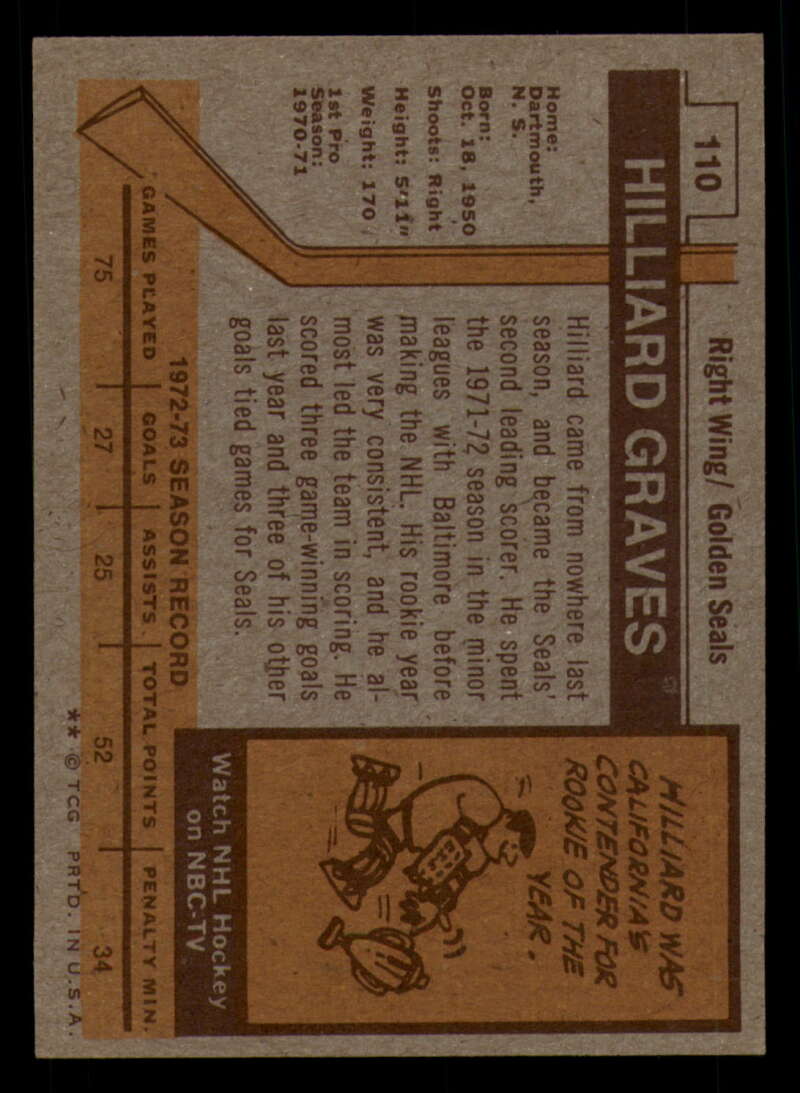 110
Right Wing/ Golden Seals
HILLIARD GRAVES
Home:
Dartmouth,
N. S.
Born:
Oct. 18, 1950
Shoots: Right
Height: 5'11"
Weight: 170
1st Pro
Season:
1970-71
Hilliard came from nowhere last
season, and became the Seals'
second leading scorer. He spent
the 1971-72 season in the minor
leagues with Baltimore before
making the NHL. His rookie year
was very consistent, and he al-
most led the team in scoring. He
scored three game-winning goals
last year and three of his other
goals tied games for Seals.
HILLIARD WAS
CALIFORNIA'S
CONTENDER FOR
ROOKIE OF THE
YEAR.
Watch NHL Hockey
on NBC-TV
1972-73 SEASON RECORD
GAMES PLAYED GOALS ASSISTS TOTAL POINTS PENALTY MIN.
75 27 25 52 34
** © TCG PRTD. IN U.S.A.